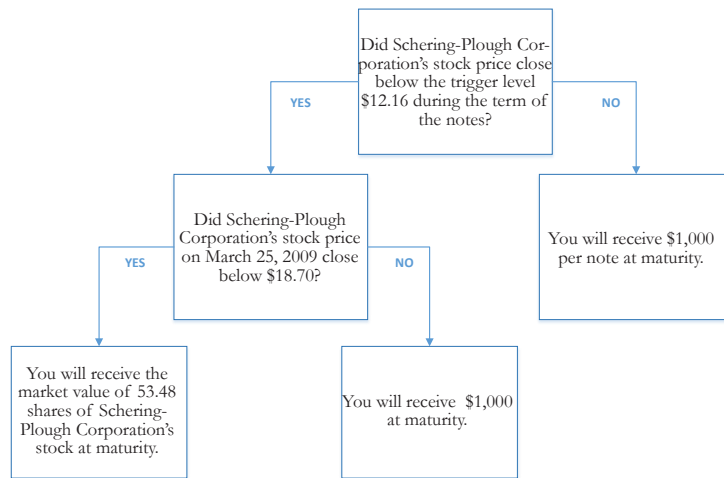 Did Schering-Plough Cor-
poration's stock price close
below the trigger level
$12.16 during the term of
the notes?
YES
NO
Did Schering-Plough
Corporation's stock price
on March 25, 2009 close
below $18.70?
You will receive $1,000
per note at maturity.
YES
NO
You will receive the
market value of 53.48
shares of Schering-
Plough Corporation's
stock at maturity.
You will receive $1,000
at maturity.